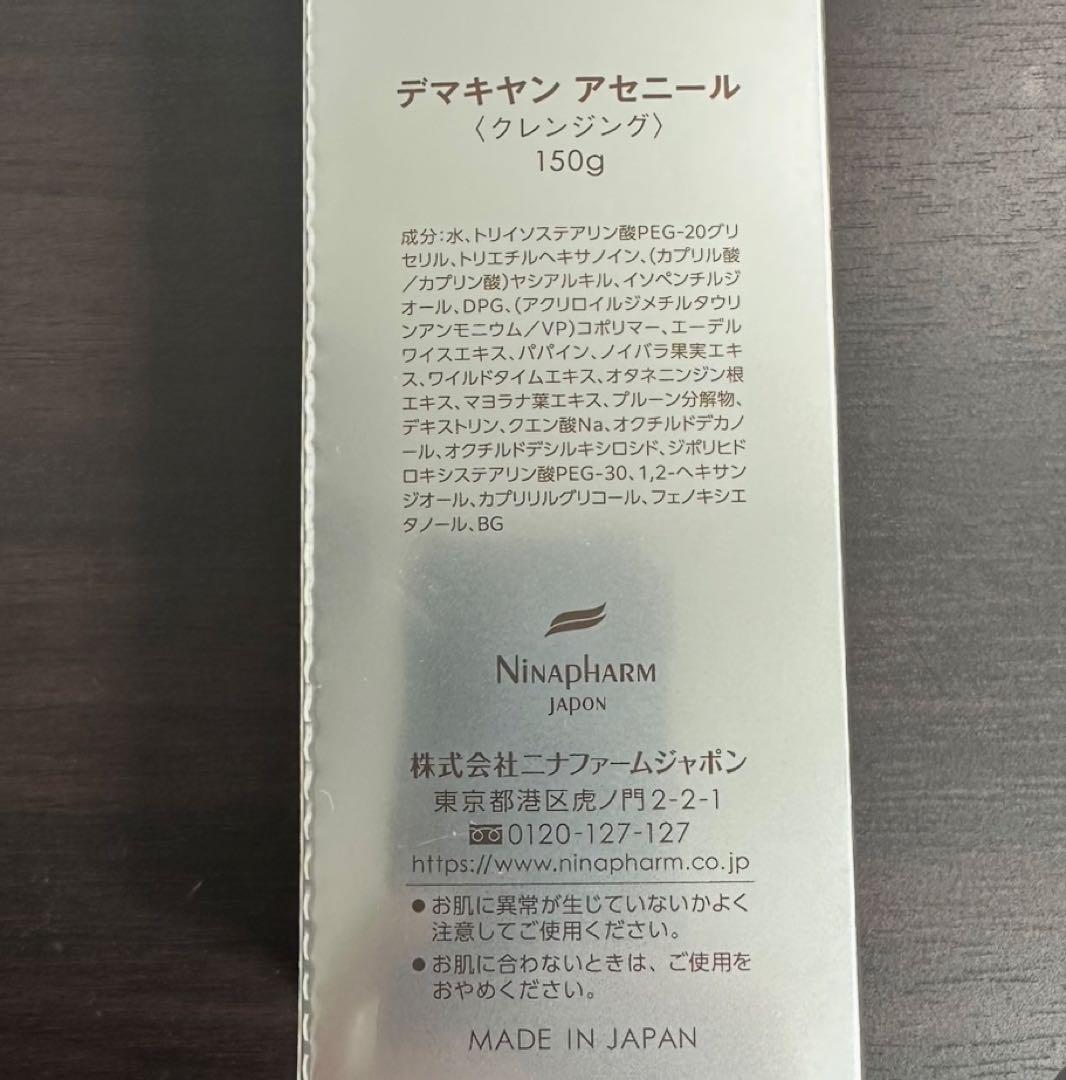 デマキヤン アセニール
〈クレンジング〉
150g
成分:水、トリイソステアリン酸PEG-20グリ
セリル、トリエチルヘキサノイン、(カプリル酸
/カプリン酸)ヤシアルキル、イソペンチルジ
オール、DPG、(アクリロイルジメチルタウリ
ンアンモニウム/VP)コポリマー、エーデル
ワイスエキス、パパイン、ノイバラ果実エキ
ス、ワイルドタイムエキス、オタネニンジン根
エキス、マヨラナ葉エキス、プルーン分解物、
デキストリン、クエン酸Na、オクチルドデカノ
ール、オクチルドデシルキシロシド、ジポリヒド
ロキシステアリン酸PEG-30、1,2-ヘキサン
ジオール、カプリリルグリコール、フェノキシエ
タノール、BG
NINAPHARM
JAPON
株式会社ニナファームジャポン
東京都港区虎ノ門2-2-1
0120-127-127
https://www.ninapharm.co.jp
●お肌に異常が生じていないかよく
注意してご使用ください。
●お肌に合わないときは、ご使用を
おやめください。
MADE IN JAPAN